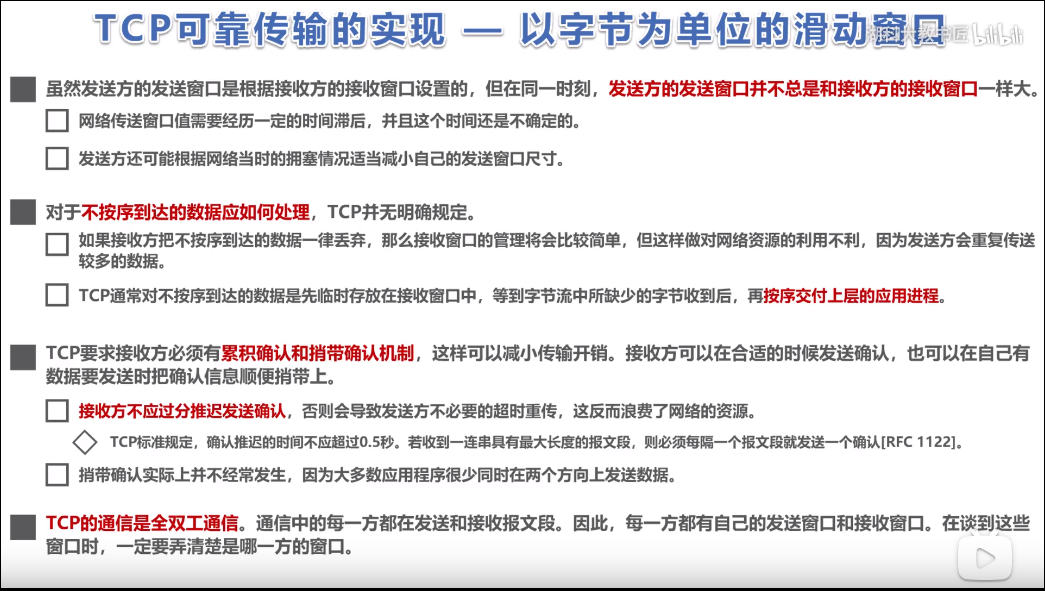 TCP可靠传输的实现 — 以字节为单位的滑动窗口
bilibili
虽然发送方的发送窗口是根据接收方的接收窗口设置的，但在同一时刻，发送方的发送窗口并不总是和接收方的接收窗口一样大。
网络传送窗口值需要经历一定的时间滞后，并且这个时间还是不确定的。
发送方还可能根据网络当时的拥塞情况适当减小自己的发送窗口尺寸。
对于不按序到达的数据应如何处理，TCP并无明确规定。
如果接收方把不按序到达的数据一律丢弃，那么接收窗口的管理将会比较简单，但这样做对网络资源的利用不利，因为发送方会重复传送
较多的数据。
TCP通常对不按序到达的数据是先临时存放在接收窗口中，等到字节流中所缺少的字节收到后，再按序交付上层的应用进程。
TCP要求接收方必须有累积确认和捎带确认机制，这样可以减小传输开销。接收方可以在合适的时候发送确认，也可以在自己有
数据要发送时把确认信息顺便捎带上。
接收方不应过分推迟发送确认，否则会导致发送方不必要的超时重传，这反而浪费了网络的资源。
TCP标准规定，确认推迟的时间不应超过0.5秒。若收到一连串具有最大长度的报文段，则必须每隔一个报文段就发送一个确认[RFC 1122]。
捎带确认实际上并不经常发生，因为大多数应用程序很少同时在两个方向上发送数据。
TCP的通信是全双工通信。通信中的每一方都在发送和接收报文段。因此，每一方都有自己的发送窗口和接收窗口。在谈到这些
窗口时，一定要弄清楚是哪一方的窗口。